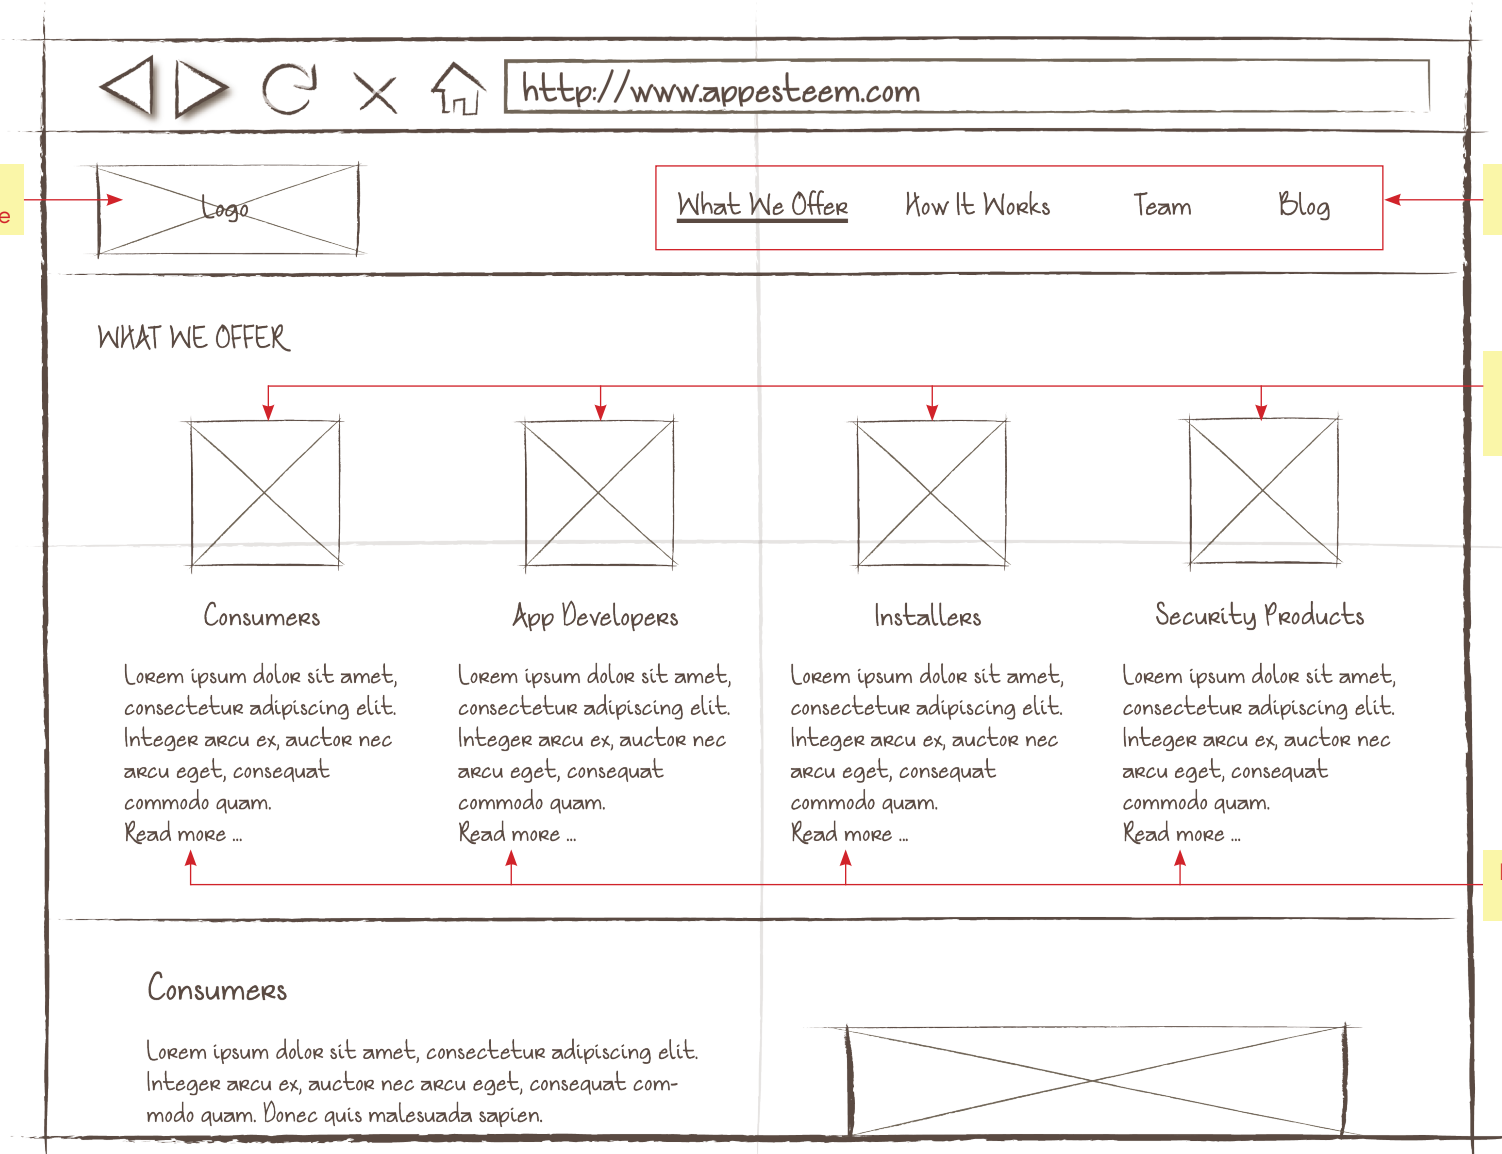 http://www.appesteem.com
e
Logo
What We Offer How It Works Team Blog
WHAT WE OFFER
Consumers
Lorem ipsum dolor sit amet,
consectetur adipiscing elit.
Integer arcu ex, auctor nec
arcu eget, consequat
commodo quam.
Read more ...
App Developers
Lorem ipsum dolor sit amet,
consectetur adipiscing elit.
Integer arcu ex, auctor nec
arcu eget, consequat
commodo quam.
Read more ...
Installers
Lorem ipsum dolor sit amet,
consectetur adipiscing elit.
Integer arcu ex, auctor nec
arcu eget, consequat
commodo quam.
Read more ...
Security Products
Lorem ipsum dolor sit amet,
consectetur adipiscing elit.
Integer arcu ex, auctor nec
arcu eget, consequat
commodo quam.
Read more ...
Consumers
Lorem ipsum dolor sit amet, consectetur adipiscing elit.
Integer arcu ex, auctor nec arcu eget, consequat com-
modo quam. Donec quis malesuada sapien.